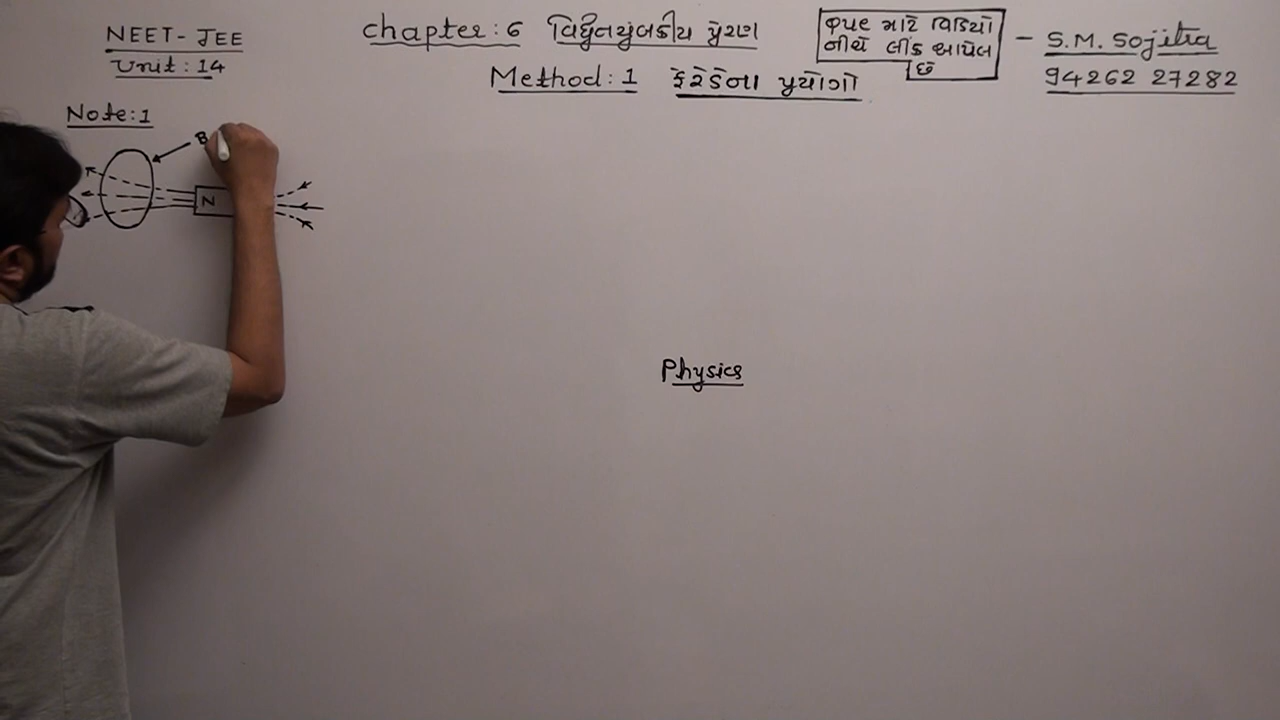 NEET - JEE
Unit : 14
chapter : 6 વિદ્યુતચુંબકીય પ્રેરણ
Method : 1 ફેરેડેના પ્રયોગો
ક્રમશ માટે વિડિયો
નીચે લીંક આપેલ
છે
- S.M. Sojitra
94262 27282
Note : 1
B
N
Physics